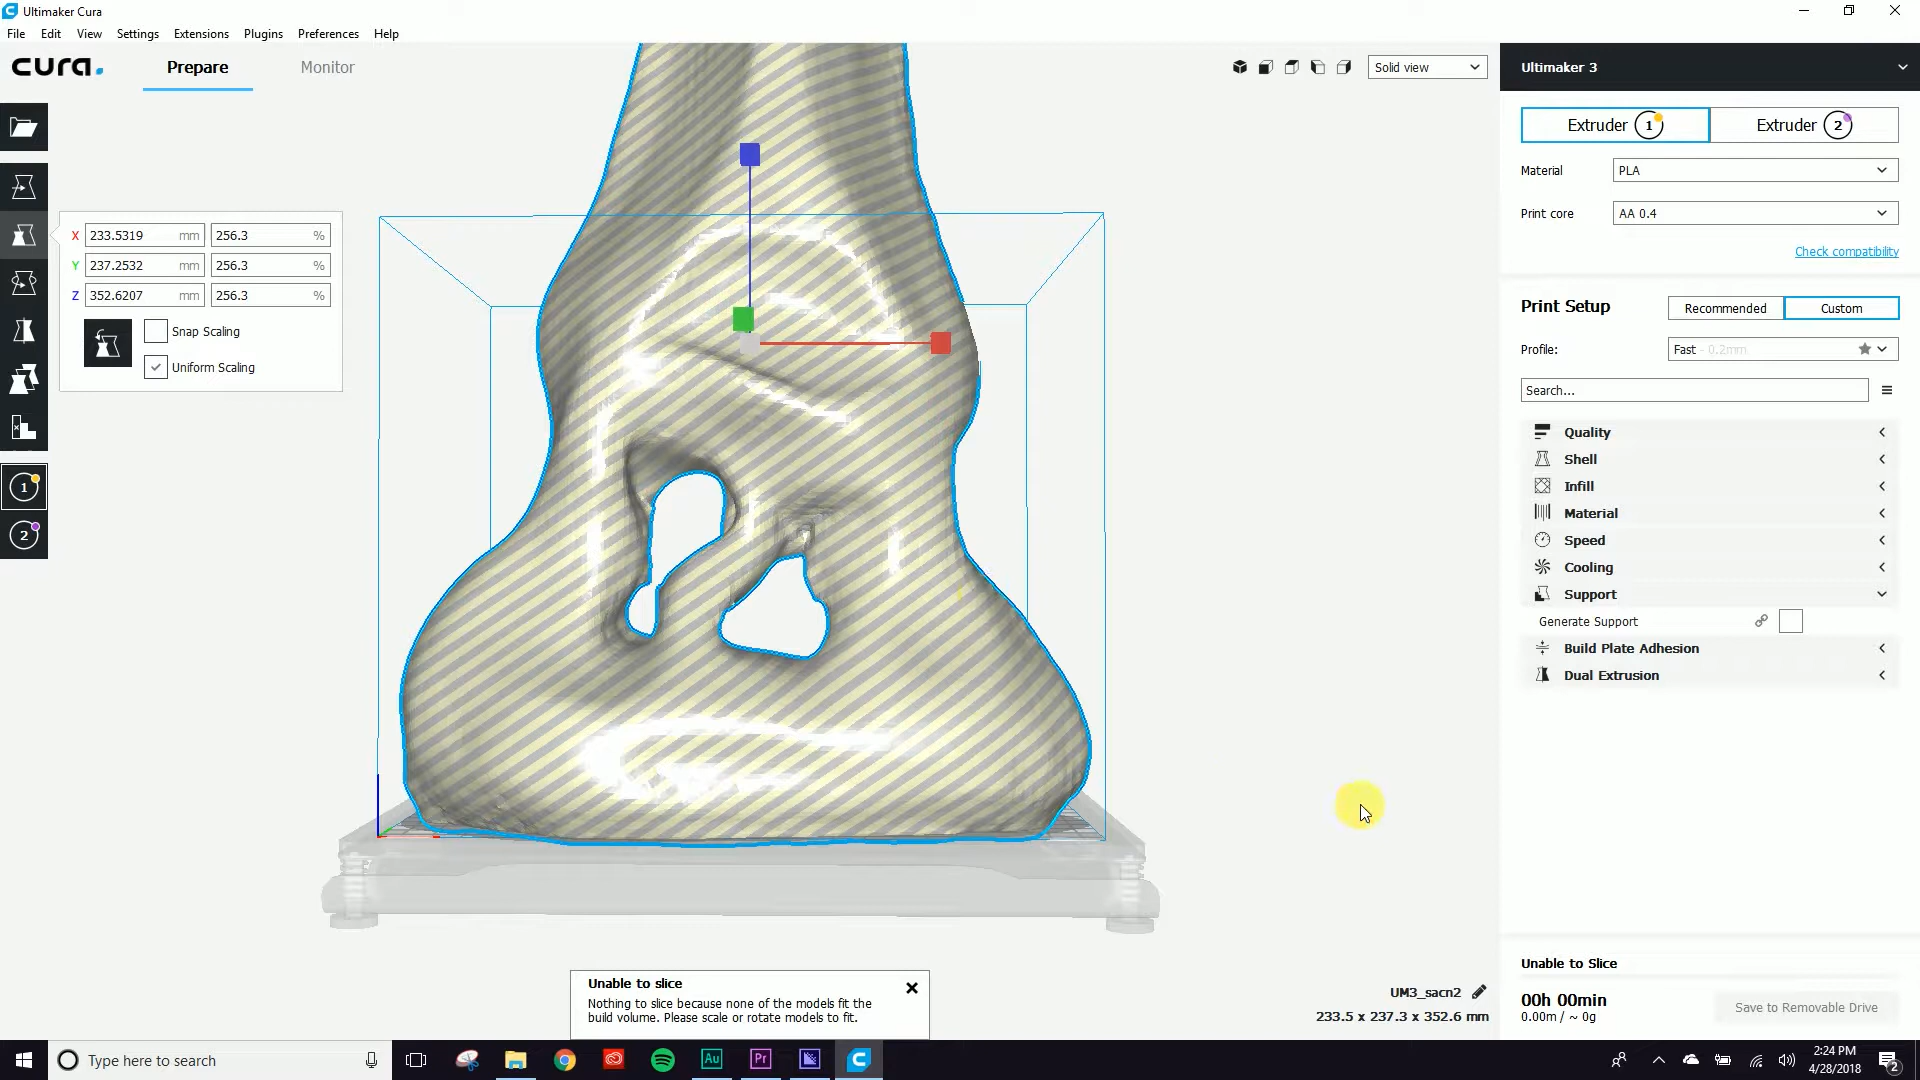 Ultimaker Cura
File Edit View Settings Extensions Plugins Preferences Help
cura. Prepare Monitor
Solid view
Ultimaker 3
Extruder 1 Extruder 2
Material PLA
Print core AA 0.4
Check compatibility
X 233.5319 mm 256.3 %
Y 237.2532 mm 256.3 %
Z 352.6207 mm 256.3 %
Snap Scaling
Uniform Scaling
1
2
Print Setup Recommended Custom
Profile: Fast - 0.2mm
Search...
Quality
Shell
Infill
Material
Speed
Cooling
Support
Generate Support
Build Plate Adhesion
Dual Extrusion
Unable to slice
Nothing to slice because none of the models fit the
build volume. Please scale or rotate models to fit.
UM3_sacn2
233.5 x 237.3 x 352.6 mm
Unable to Slice
00h 00min
0.00m / ~ 0g
Save to Removable Drive
Type here to search
Au
Pr
2:24 PM
4/28/2018
2